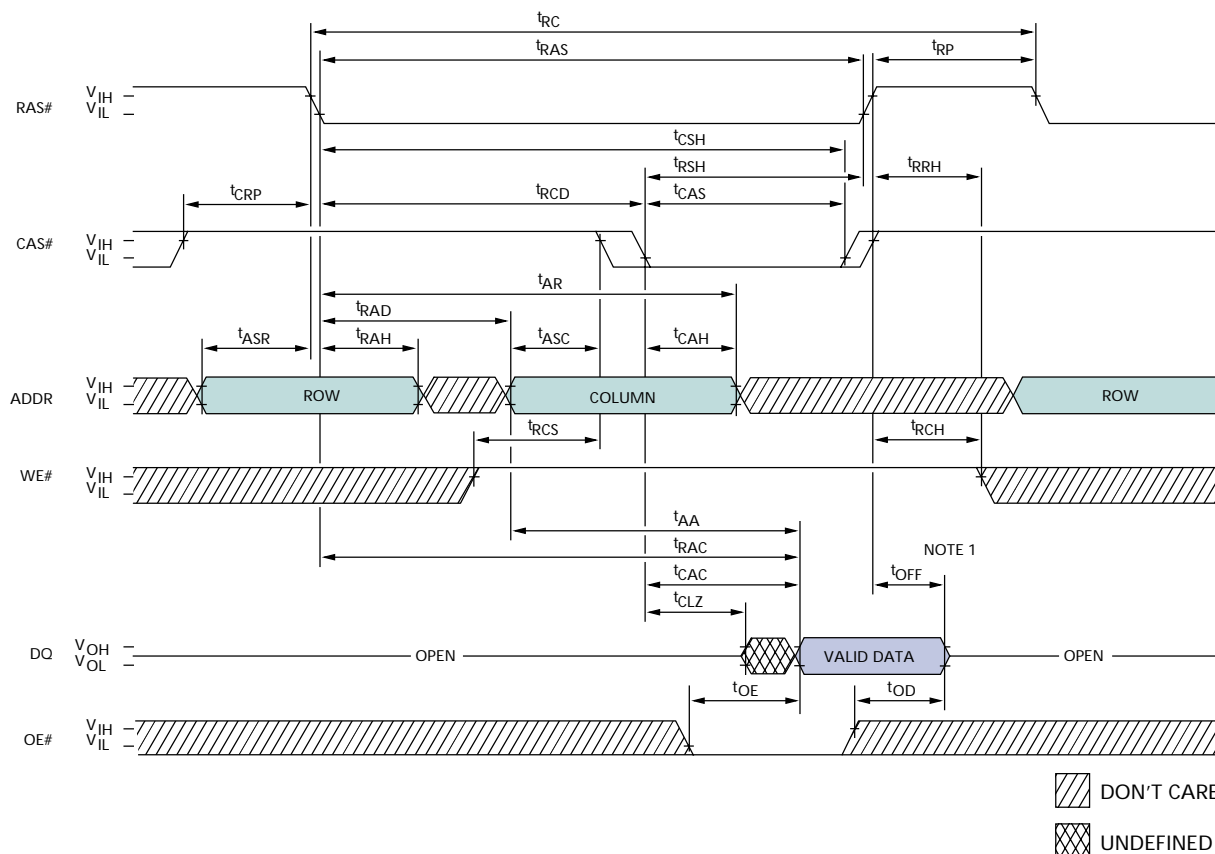 tRC
tRAS
tRP
RAS#
VIH
VIL
tCSH
tRSH
tRRH
tCRP
tRCD
tCAS
CAS#
VIH
VIL
tAR
tRAD
tASR
tRAH
tASC
tCAH
ADDR
VIH
VIL
ROW
COLUMN
ROW
tRCS
tRCH
WE#
VIH
VIL
tAA
tRAC
NOTE 1
tCAC
tOFF
tCLZ
DQ
VOH
VOL
OPEN
VALID DATA
OPEN
tOE
tOD
OE#
VIH
VIL
DON'T CARE
UNDEFINED